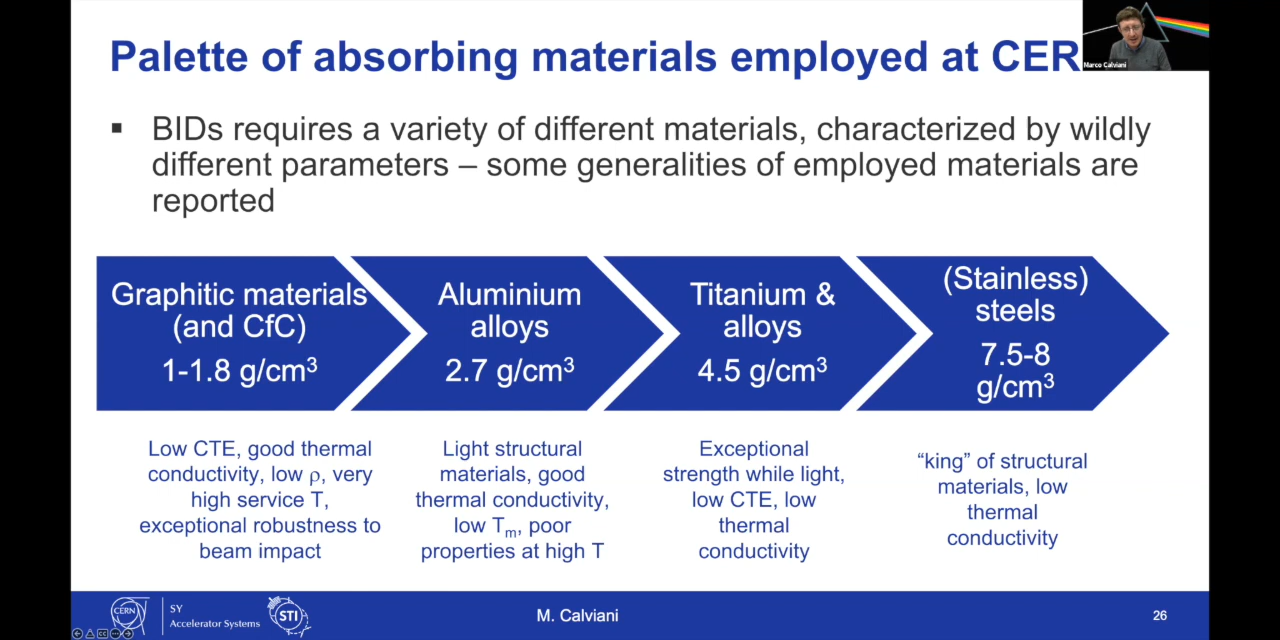 Palette of absorbing materials employed at CER
Marco Calviani
▪ BIDs requires a variety of different materials, characterized by wildly
different parameters – some generalities of employed materials are
reported
Graphitic materials
(and CfC)
1-1.8 g/cm³
Aluminium
alloys
2.7 g/cm³
Titanium &
alloys
4.5 g/cm³
(Stainless)
steels
7.5-8
g/cm³
Low CTE, good thermal
conductivity, low ρ, very
high service T,
exceptional robustness to
beam impact
Light structural
materials, good
thermal conductivity,
low Tₘ, poor
properties at high T
Exceptional
strength while light,
low CTE, low
thermal
conductivity
“king” of structural
materials, low
thermal
conductivity
CERN
SY
Accelerator Systems
STI
M. Calviani
26